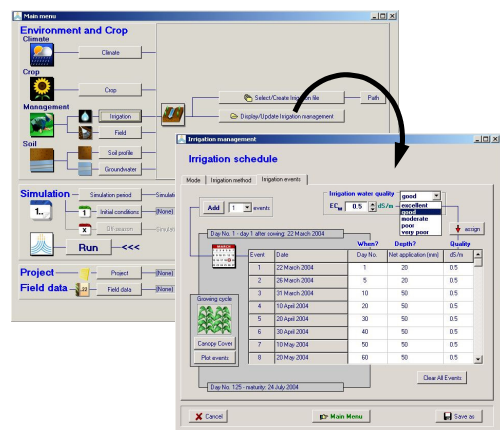 Main menu
Environment and Crop
Climate
Climate
Crop
Crop
Management
Irrigation
Select/Create Irrigation file
Path
Display/Update Irrigation management
Field
Soil
Soil profile
Groundwater
Simulation
Simulation period
1..
1
Initial conditions
(None)
X
Off-season
Run
<<<
Project
Project
(None)
Field data
Field data
(None)
Irrigation management
Irrigation schedule
Mode
Irrigation method
Irrigation events
Add
1
events
Irrigation water quality
good
ECw
0.5
dS/m
excellent
good
moderate
poor
very poor
assign
Day No. 1 - day 1 after sowing: 22 March 2004
When?
Depth?
Quality
Event
Date
Day No.
Net application (mm)
dS/m
1 22 March 2004 1 20 0.5
2 26 March 2004 5 20 0.5
3 31 March 2004 10 50 0.5
4 10 April 2004 20 50 0.5
5 20 April 2004 30 50 0.5
6 30 April 2004 40 50 0.5
7 10 May 2004 50 50 0.5
8 20 May 2004 60 50 0.5
Growing cycle
Canopy Cover
Plot events
Clear All Events
Day No. 125 - maturity: 24 July 2004
Cancel
Main Menu
Save as